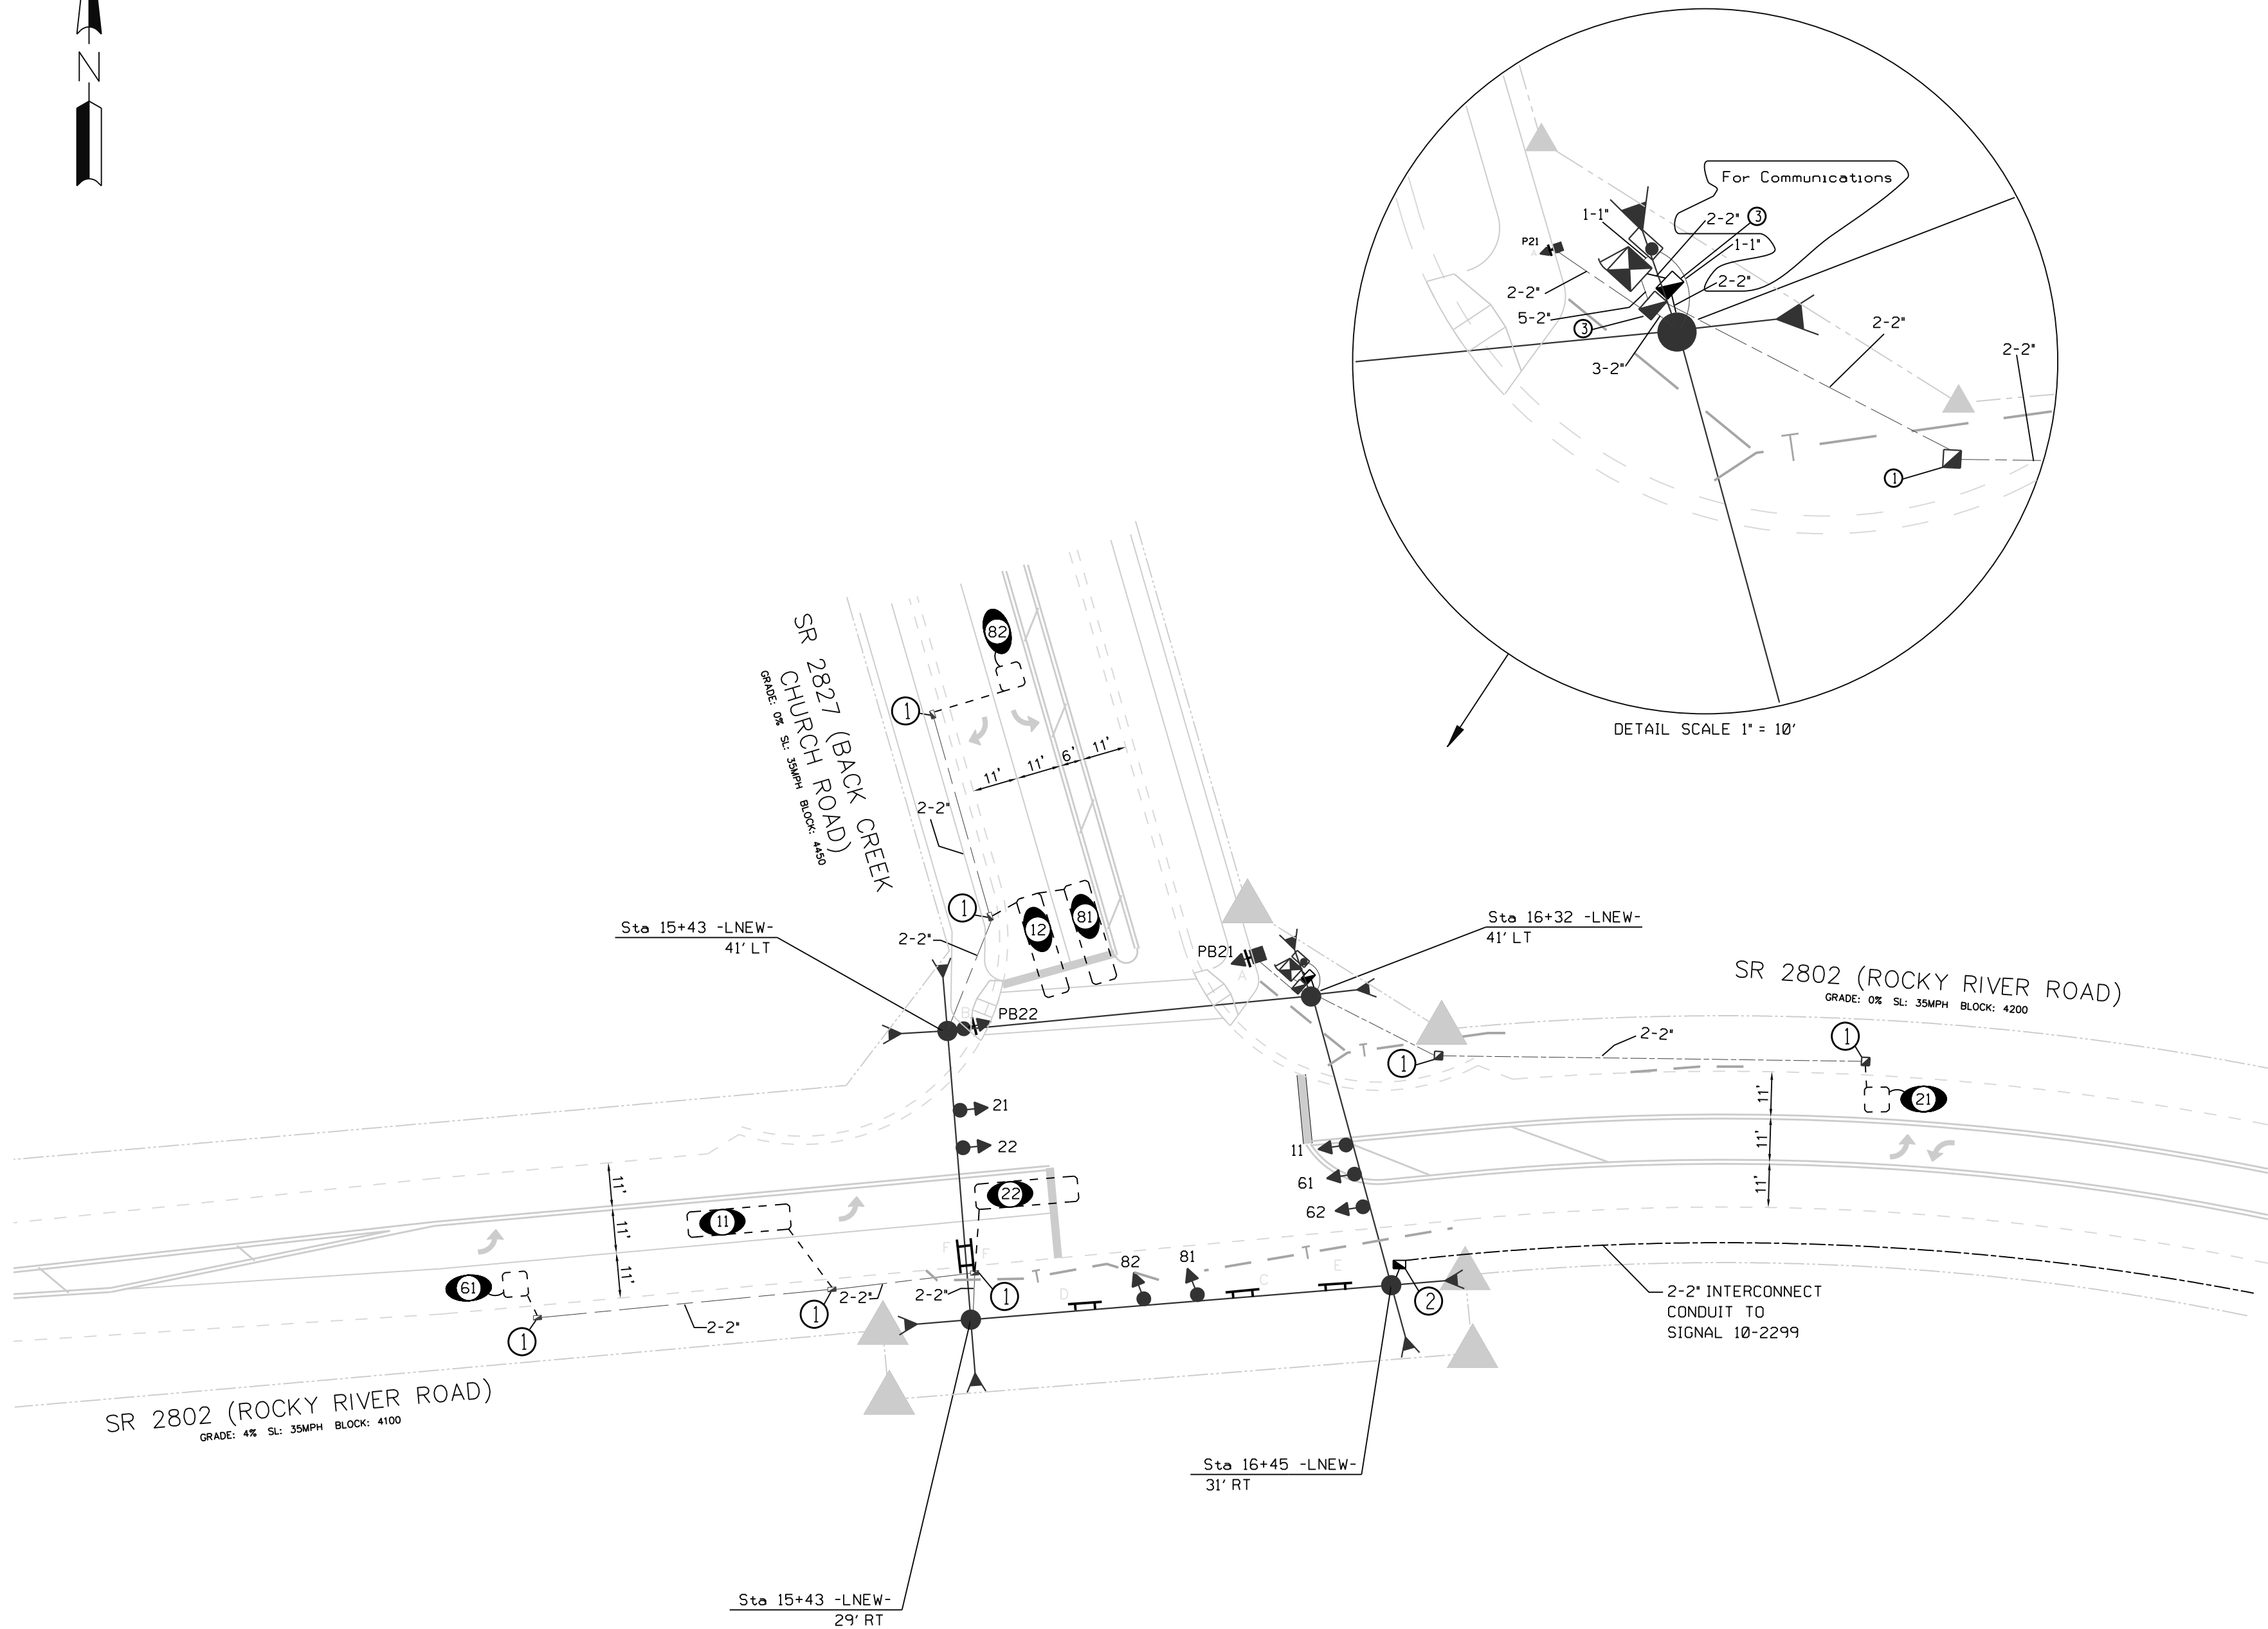 N
For Communications
1-1"
2-2"
3
1-1"
P21
A
2-2"
2-2"
5-2"
3
3-2"
2-2"
2-2"
T
1
DETAIL SCALE 1" = 10'
SR 2827 (BACK CREEK
CHURCH ROAD)
GRADE: 0% SL: 35MPH BLOCK: 4450
82
1
11'
11'
6'
11'
2-2"
1
12
81
2-2"
Sta 15+43 -LNEW-
41' LT
Sta 16+32 -LNEW-
41' LT
PB21
A
PB22
B
SR 2802 (ROCKY RIVER ROAD)
GRADE: 0% SL: 35MPH BLOCK: 4200
2-2"
1
1
T
21
11'
11'
11'
21
22
11
61
62
11'
11'
11'
11
22
61
F
F
T
T
82
81
D
C
E
1
1
1
2-2"
2-2"
2-2"
2
2-2" INTERCONNECT
CONDUIT TO
SIGNAL 10-2299
SR 2802 (ROCKY RIVER ROAD)
GRADE: 4% SL: 35MPH BLOCK: 4100
Sta 16+45 -LNEW-
31' RT
Sta 15+43 -LNEW-
29' RT